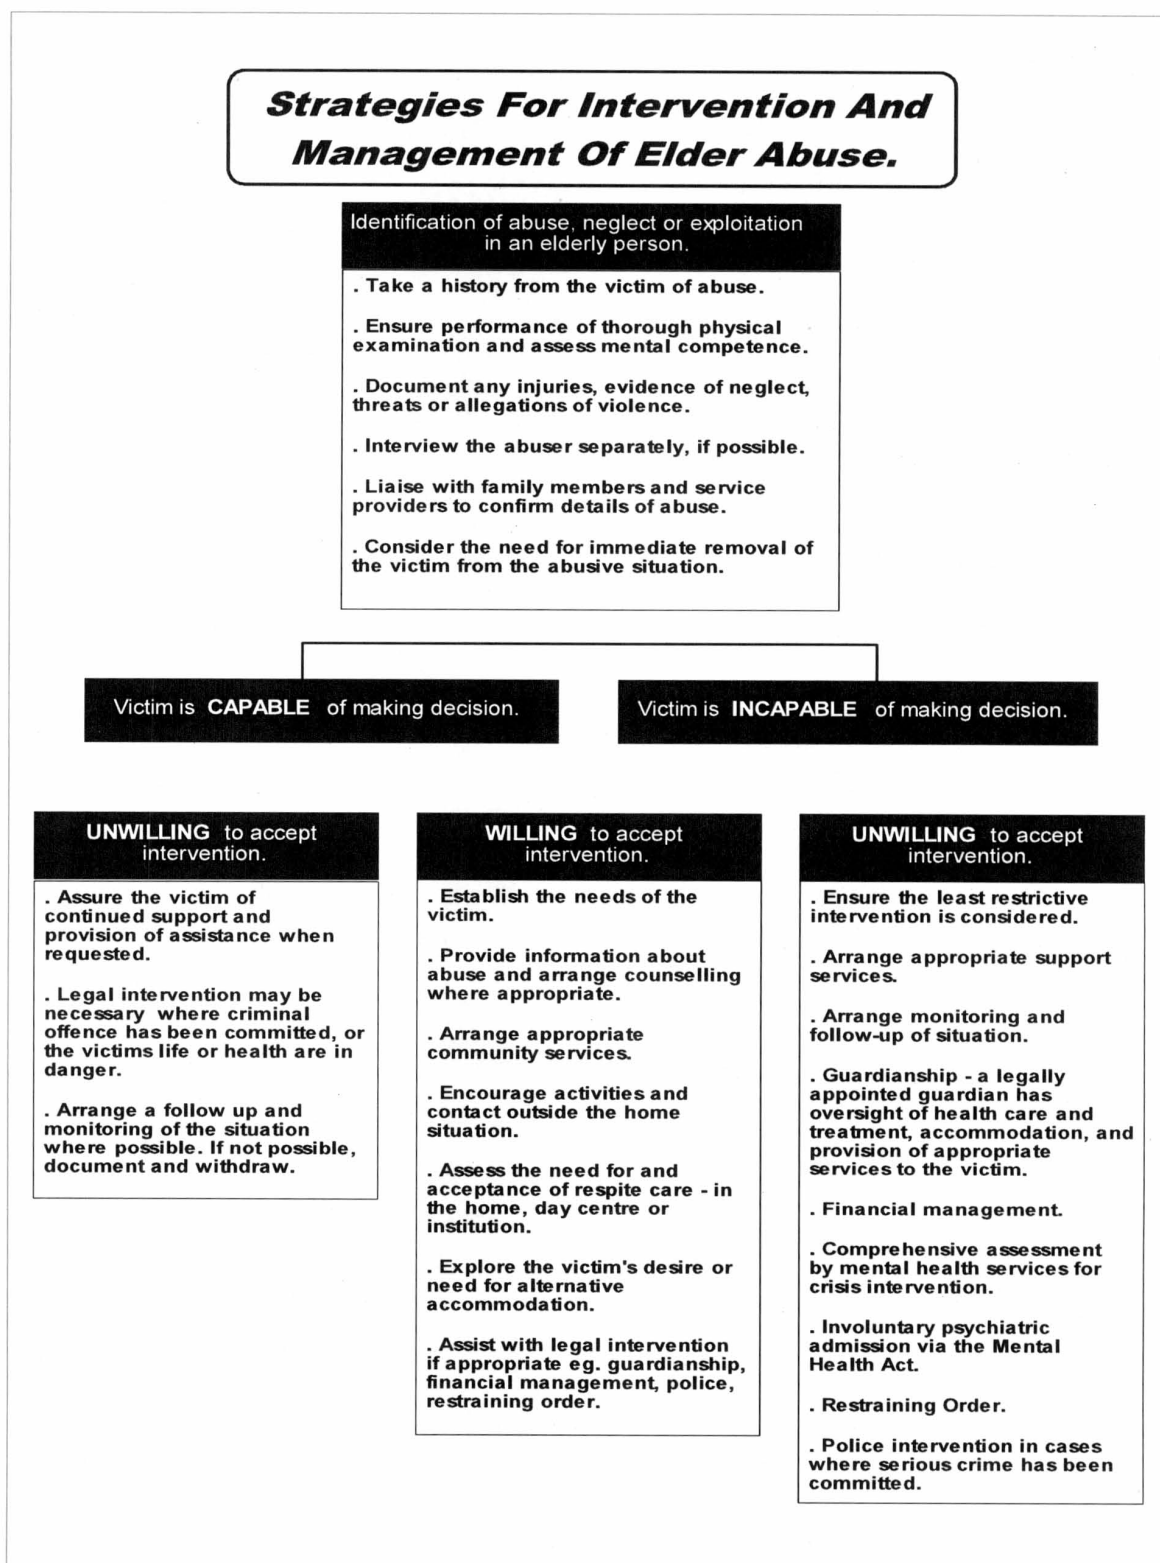 Strategies For Intervention And
Management Of Elder Abuse.
Identification of abuse, neglect or exploitation
in an elderly person.
. Take a history from the victim of abuse.
. Ensure performance of thorough physical
examination and assess mental competence.
. Document any injuries, evidence of neglect,
threats or allegations of violence.
. Interview the abuser separately, if possible.
. Liaise with family members and service
providers to confirm details of abuse.
. Consider the need for immediate removal of
the victim from the abusive situation.
Victim is CAPABLE of making decision.
Victim is INCAPABLE of making decision.
UNWILLING to accept
intervention.
. Assure the victim of
continued support and
provision of assistance when
requested.
. Legal intervention may be
necessary where criminal
offence has been committed, or
the victims life or health are in
danger.
. Arrange a follow up and
monitoring of the situation
where possible. If not possible,
document and withdraw.
WILLING to accept
intervention.
. Establish the needs of the
victim.
. Provide information about
abuse and arrange counselling
where appropriate.
. Arrange appropriate
community services.
. Encourage activities and
contact outside the home
situation.
. Assess the need for and
acceptance of respite care - in
the home, day centre or
institution.
. Explore the victim's desire or
need for alternative
accommodation.
. Assist with legal intervention
if appropriate eg. guardianship,
financial management, police,
restraining order.
UNWILLING to accept
intervention.
. Ensure the least restrictive
intervention is considered.
. Arrange appropriate support
services.
. Arrange monitoring and
follow-up of situation.
. Guardianship - a legally
appointed guardian has
oversight of health care and
treatment, accommodation, and
provision of appropriate
services to the victim.
. Financial management.
. Comprehensive assessment
by mental health services for
crisis intervention.
. Involuntary psychiatric
admission via the Mental
Health Act.
. Restraining Order.
. Police intervention in cases
where serious crime has been
committed.